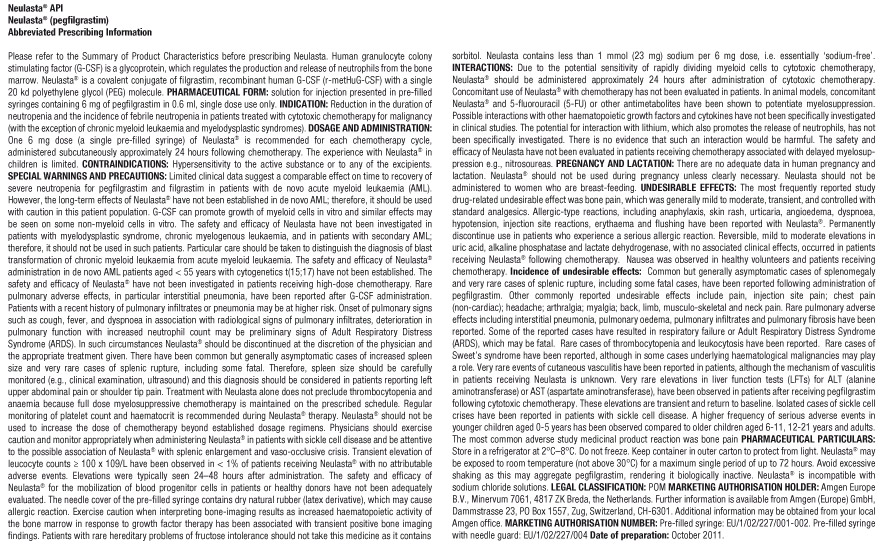 Neulasta® API
Neulasta® (pegfilgrastim)
Abbreviated Prescribing Information
Please refer to the Summary of Product Characteristics before prescribing Neulasta. Human granulocyte colony
stimulating factor (G-CSF) is a glycoprotein, which regulates the production and release of neutrophils from the bone
marrow. Neulasta® is a covalent conjugate of filgrastim, recombinant human G-CSF (r-metHuG-CSF) with a single
20 kd polyethylene glycol (PEG) molecule. PHARMACEUTICAL FORM: solution for injection presented in pre-filled
syringes containing 6 mg of pegfilgrastim in 0.6 ml, single dose use only. INDICATION: Reduction in the duration of
neutropenia and the incidence of febrile neutropenia in patients treated with cytotoxic chemotherapy for malignancy
(with the exception of chronic myeloid leukaemia and myelodysplastic syndromes). DOSAGE AND ADMINISTRATION:
One 6 mg dose (a single pre-filled syringe) of Neulasta® is recommended for each chemotherapy cycle,
administered subcutaneously approximately 24 hours following chemotherapy. The experience with Neulasta® in
children is limited. CONTRAINDICATIONS: Hypersensitivity to the active substance or to any of the excipients.
SPECIAL WARNINGS AND PRECAUTIONS: Limited clinical data suggest a comparable effect on time to recovery of
severe neutropenia for pegfilgrastim and filgrastim in patients with de novo acute myeloid leukaemia (AML).
However, the long-term effects of Neulasta® have not been established in de novo AML; therefore, it should be used
with caution in this patient population. G-CSF can promote growth of myeloid cells in vitro and similar effects may
be seen on some non-myeloid cells in vitro. The safety and efficacy of Neulasta have not been investigated in
patients with myelodysplastic syndrome, chronic myelogenous leukaemia, and in patients with secondary AML;
therefore, it should not be used in such patients. Particular care should be taken to distinguish the diagnosis of blast
transformation of chronic myeloid leukaemia from acute myeloid leukaemia. The safety and efficacy of Neulasta®
administration in de novo AML patients aged < 55 years with cytogenetics t(15;17) have not been established. The
safety and efficacy of Neulasta® have not been investigated in patients receiving high-dose chemotherapy. Rare
pulmonary adverse effects, in particular interstitial pneumonia, have been reported after G-CSF administration.
Patients with a recent history of pulmonary infiltrates or pneumonia may be at higher risk. Onset of pulmonary signs
such as cough, fever, and dyspnoea in association with radiological signs of pulmonary infiltrates, deterioration in
pulmonary function with increased neutrophil count may be preliminary signs of Adult Respiratory Distress
Syndrome (ARDS). In such circumstances Neulasta® should be discontinued at the discretion of the physician and
the appropriate treatment given. There have been common but generally asymptomatic cases of increased spleen
size and very rare cases of splenic rupture, including some fatal. Therefore, spleen size should be carefully
monitored (e.g., clinical examination, ultrasound) and this diagnosis should be considered in patients reporting left
upper abdominal pain or shoulder tip pain. Treatment with Neulasta alone does not preclude thrombocytopenia and
anaemia because full dose myelosuppressive chemotherapy is maintained on the prescribed schedule. Regular
monitoring of platelet count and haematocrit is recommended during Neulasta® therapy. Neulasta® should not be
used to increase the dose of chemotherapy beyond established dosage regimens. Physicians should exercise
caution and monitor appropriately when administering Neulasta® in patients with sickle cell disease and be attentive
to the possible association of Neulasta® with splenic enlargement and vaso-occlusive crisis. Transient elevation of
leucocyte counts ≥ 100 x 109/L have been observed in < 1% of patients receiving Neulasta® with no attributable
adverse events. Elevations were typically seen 24–48 hours after administration. The safety and efficacy of
Neulasta® for the mobilization of blood progenitor cells in patients or healthy donors have not been adequately
evaluated. The needle cover of the pre-filled syringe contains dry natural rubber (latex derivative), which may cause
allergic reaction. Exercise caution when interpreting bone-imaging results as increased haematopoietic activity of
the bone marrow in response to growth factor therapy has been associated with transient positive bone imaging
findings. Patients with rare hereditary problems of fructose intolerance should not take this medicine as it contains
sorbitol. Neulasta contains less than 1 mmol (23 mg) sodium per 6 mg dose, i.e. essentially ‘sodium-free’.
INTERACTIONS: Due to the potential sensitivity of rapidly dividing myeloid cells to cytotoxic chemotherapy,
Neulasta® should be administered approximately 24 hours after administration of cytotoxic chemotherapy.
Concomitant use of Neulasta® with chemotherapy has not been evaluated in patients. In animal models, concomitant
Neulasta® and 5-fluorouracil (5-FU) or other antimetabolites have been shown to potentiate myelosuppression.
Possible interactions with other haematopoietic growth factors and cytokines have not been specifically investigated
in clinical studies. The potential for interaction with lithium, which also promotes the release of neutrophils, has not
been specifically investigated. There is no evidence that such an interaction would be harmful. The safety and
efficacy of Neulasta have not been evaluated in patients receiving chemotherapy associated with delayed myelosup-
pression e.g., nitrosoureas. PREGNANCY AND LACTATION: There are no adequate data in human pregnancy and
lactation. Neulasta® should not be used during pregnancy unless clearly necessary. Neulasta should not be
administered to women who are breast-feeding. UNDESIRABLE EFFECTS: The most frequently reported study
drug-related undesirable effect was bone pain, which was generally mild to moderate, transient, and controlled with
standard analgesics. Allergic-type reactions, including anaphylaxis, skin rash, urticaria, angioedema, dyspnoea,
hypotension, injection site reactions, erythaema and flushing have been reported with Neulasta®. Permanently
discontinue use in patients who experience a serious allergic reaction. Reversible, mild to moderate elevations in
uric acid, alkaline phosphatase and lactate dehydrogenase, with no associated clinical effects, occurred in patients
receiving Neulasta® following chemotherapy. Nausea was observed in healthy volunteers and patients receiving
chemotherapy. Incidence of undesirable effects: Common but generally asymptomatic cases of splenomegaly
and very rare cases of splenic rupture, including some fatal cases, have been reported following administration of
pegfilgrastim. Other commonly reported undesirable effects include pain, injection site pain; chest pain
(non-cardiac); headache; arthralgia; myalgia; back, limb, musculo-skeletal and neck pain. Rare pulmonary adverse
effects including interstitial pneumonia, pulmonary oedema, pulmonary infiltrates and pulmonary fibrosis have been
reported. Some of the reported cases have resulted in respiratory failure or Adult Respiratory Distress Syndrome
(ARDS), which may be fatal. Rare cases of thrombocytopenia and leukocytosis have been reported. Rare cases of
Sweet’s syndrome have been reported, although in some cases underlying haematological malignancies may play
a role. Very rare events of cutaneous vasculitis have been reported in patients, although the mechanism of vasculitis
in patients receiving Neulasta is unknown. Very rare elevations in liver function tests (LFTs) for ALT (alanine
aminotransferase) or AST (aspartate aminotransferase), have been observed in patients after receiving pegfilgrastim
following cytotoxic chemotherapy. These elevations are transient and return to baseline. Isolated cases of sickle cell
crises have been reported in patients with sickle cell disease. A higher frequency of serious adverse events in
younger children aged 0-5 years has been observed compared to older children aged 6-11, 12-21 years and adults.
The most common adverse study medicinal product reaction was bone pain PHARMACEUTICAL PARTICULARS:
Store in a refrigerator at 2°C–8°C. Do not freeze. Keep container in outer carton to protect from light. Neulasta® may
be exposed to room temperature (not above 30°C) for a maximum single period of up to 72 hours. Avoid excessive
shaking as this may aggregate pegfilgrastim, rendering it biologically inactive. Neulasta® is incompatible with
sodium chloride solutions. LEGAL CLASSIFICATION: POM MARKETING AUTHORISATION HOLDER: Amgen Europe
B.V., Minervum 7061, 4817 ZK Breda, the Netherlands. Further information is available from Amgen (Europe) GmbH,
Dammstrasse 23, PO Box 1557, Zug, Switzerland, CH-6301. Additional information may be obtained from your local
Amgen office. MARKETING AUTHORISATION NUMBER: Pre-filled syringe: EU/1/02/227/001-002. Pre-filled syringe
with needle guard: EU/1/02/227/004 Date of preparation: October 2011.